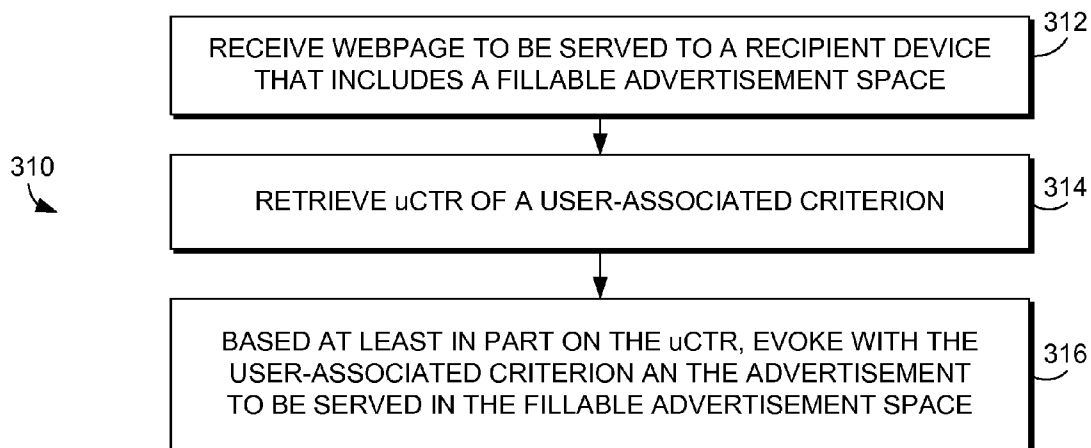 312
RECEIVE WEBPAGE TO BE SERVED TO A RECIPIENT DEVICE
THAT INCLUDES A FILLABLE ADVERTISEMENT SPACE
310
314
RETRIEVE uCTR OF A USER-ASSOCIATED CRITERION
BASED AT LEAST IN PART ON THE uCTR, EVOKE WITH THE
316
USER-ASSOCIATED CRITERION AN THE ADVERTISEMENT
TO BE SERVED IN THE FILLABLE ADVERTISEMENT SPACE